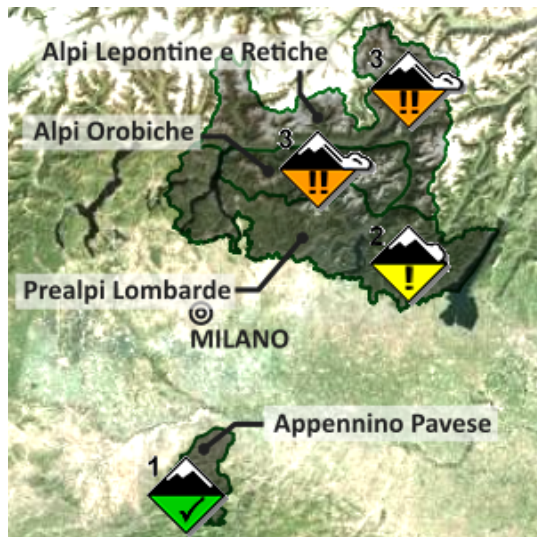 Alpi Lepontine e Retiche
3
!!
Alpi Orobiche
3
!!
2
!
Prealpi Lombarde
MILANO
Appennino Pavese
1